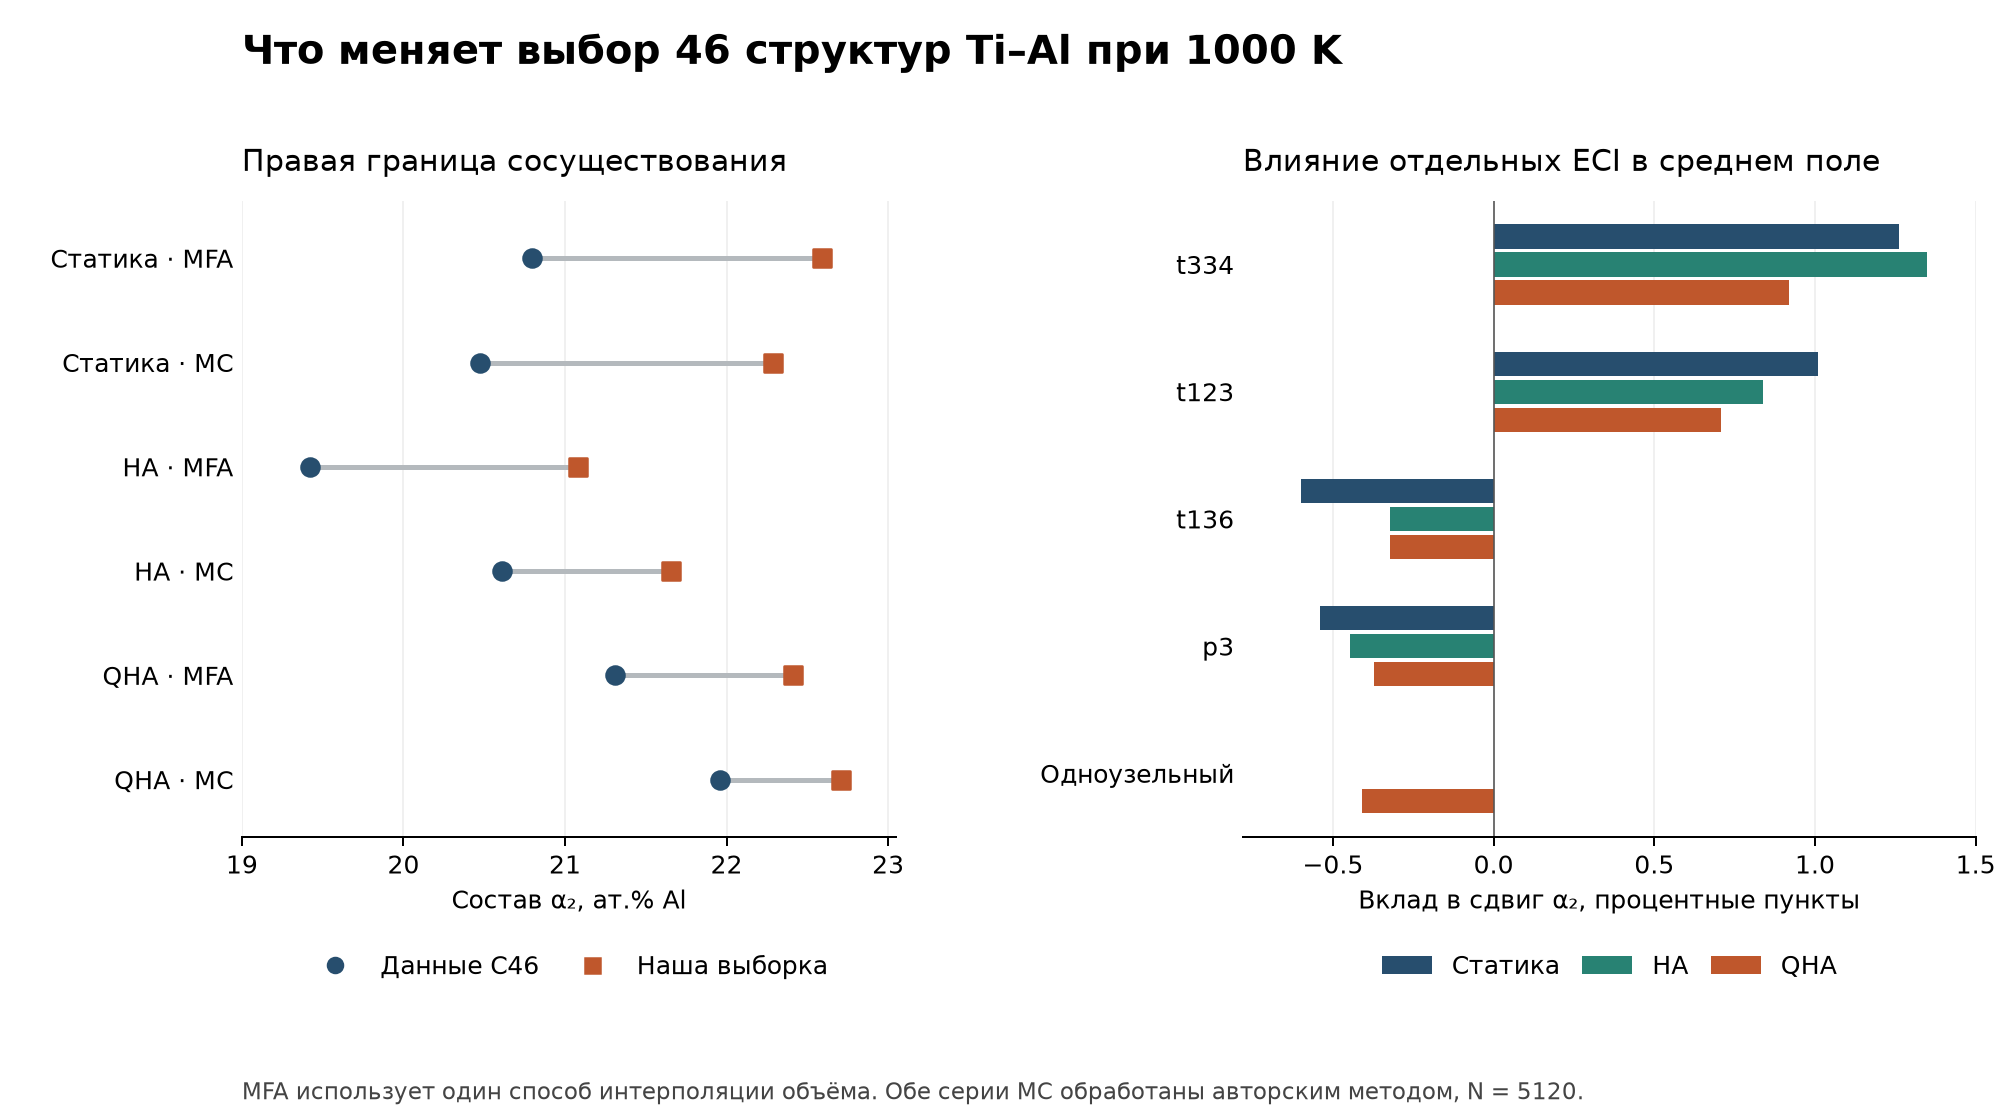 Что меняет выбор 46 структур Ti–Al при 1000 K
Правая граница сосуществования
Статика · MFA
Статика · MC
HA · MFA
HA · MC
QHA · MFA
QHA · MC
19 20 21 22 23
Состав α₂, ат.% Al
Данные C46 Наша выборка
Влияние отдельных ECI в среднем поле
t334
t123
t136
p3
Одноузельный
−0.5 0.0 0.5 1.0 1.5
Вклад в сдвиг α₂, процентные пункты
Статика HA QHA
MFA использует один способ интерполяции объёма. Обе серии MC обработаны авторским методом, N = 5120.